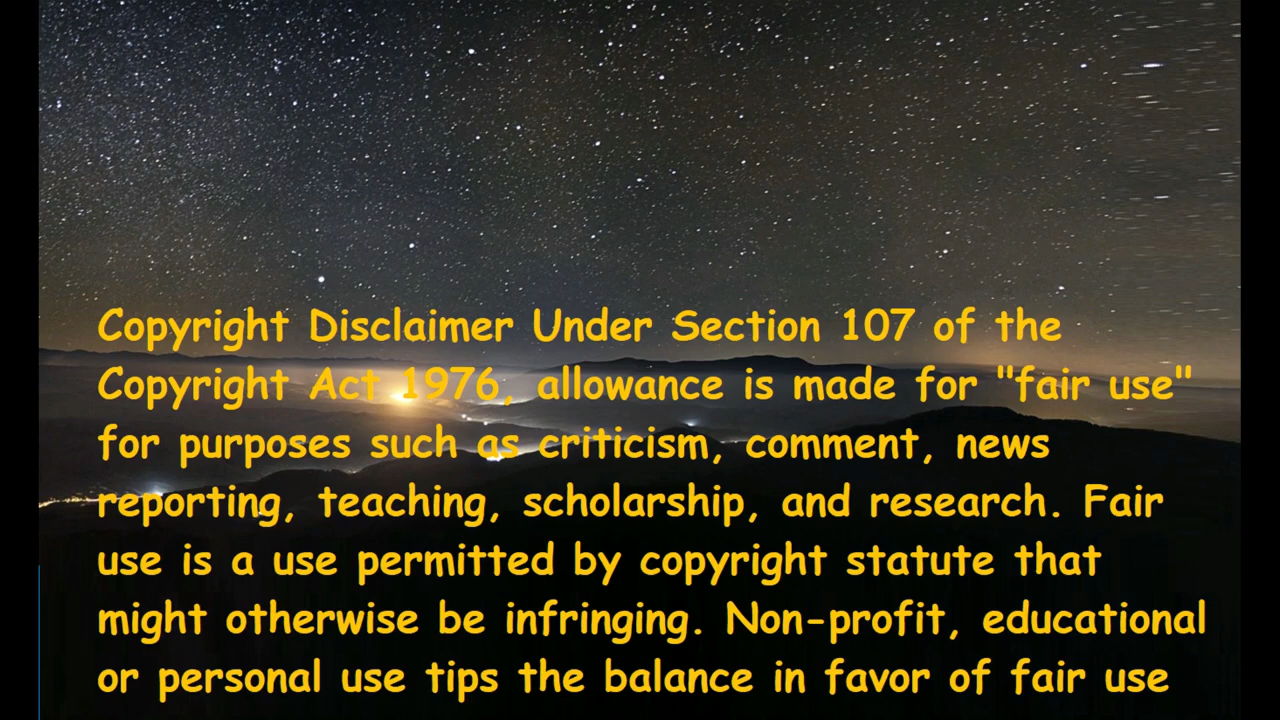 Copyright Disclaimer Under Section 107 of the
Copyright Act 1976, allowance is made for "fair use"
for purposes such as criticism, comment, news
reporting, teaching, scholarship, and research. Fair
use is a use permitted by copyright statute that
might otherwise be infringing. Non-profit, educational
or personal use tips the balance in favor of fair use